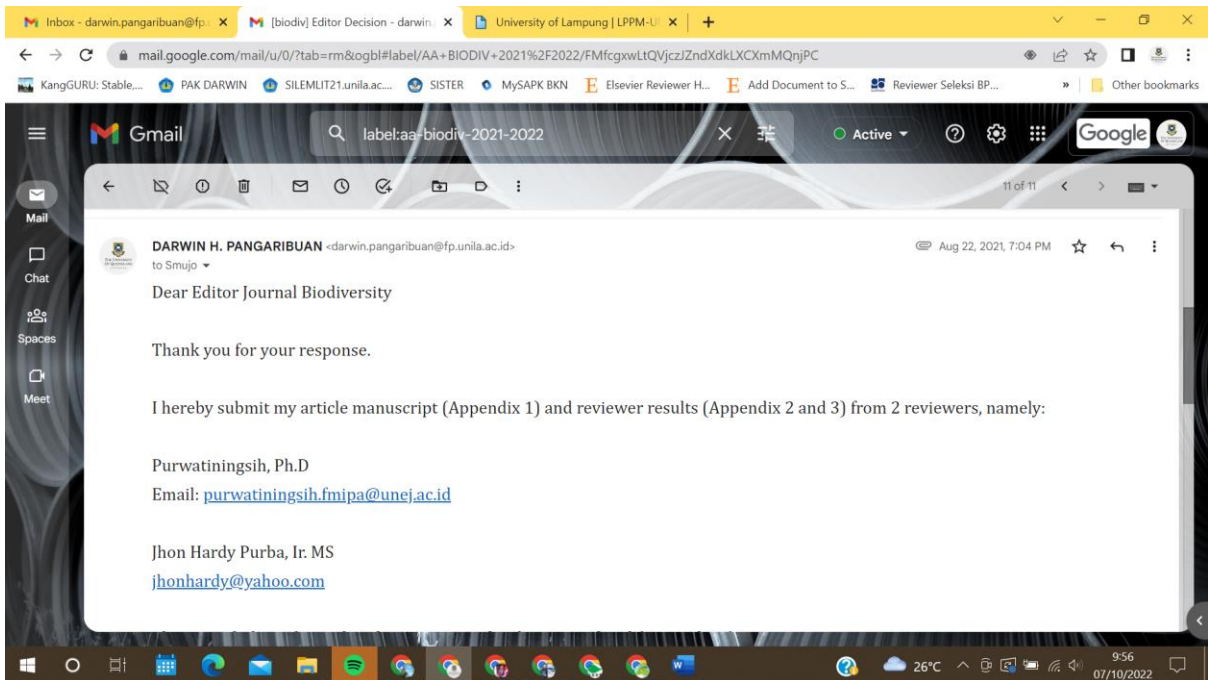 Inbox - darwin.pangaribuan@fp.
[biodiv] Editor Decision - darwin.
University of Lampung | LPPM-U
mail.google.com/mail/u/0/?tab=rm&ogbl#label/AA+BIODIV+2021%2F2022/FMfcgxwLtQVjczJZndXdkLXCXmMQnjPC
KangGURU: Stable,...
PAK DARWIN
SILEMLIT21.unila.ac....
SISTER
MySAPK BKN
Elsevier Reviewer H...
Add Document to S...
Reviewer Seleksi BP...
»
Other bookmarks
Gmail
label:aa-biodiv-2021-2022
Active
Google
11 of 11
Mail
Chat
Spaces
Meet
DARWIN H. PANGARIBUAN <darwin.pangaribuan@fp.unila.ac.id>
Aug 22, 2021, 7:04 PM
to Smujo
Dear Editor Journal Biodiversity
Thank you for your response.
I hereby submit my article manuscript (Appendix 1) and reviewer results (Appendix 2 and 3) from 2 reviewers, namely:
Purwatiningsih, Ph.D
Email: purwatiningsih.fmipa@unej.ac.id
Jhon Hardy Purba, Ir. MS
jhonhardy@yahoo.com
26°C
9:56
07/10/2022